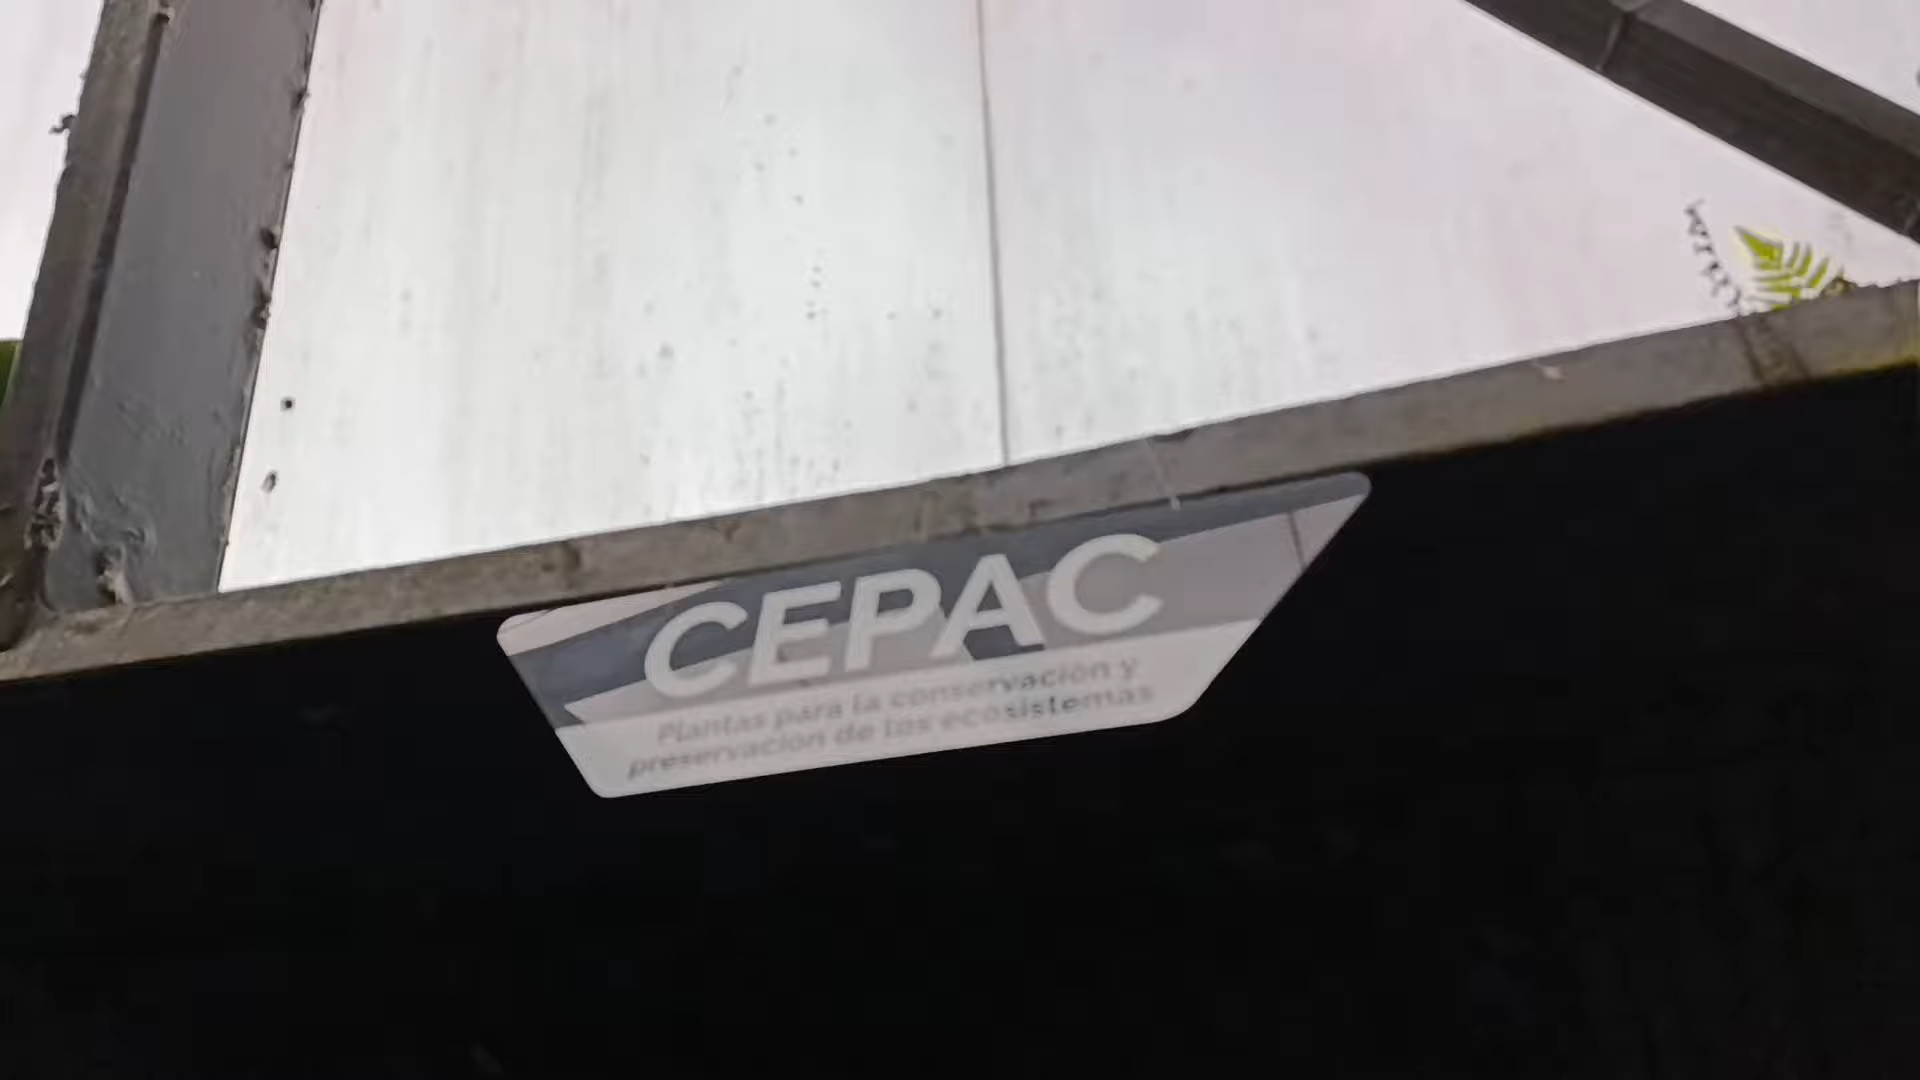 CEPAC
Plantas para la conservación y
preservación de los ecosistemas